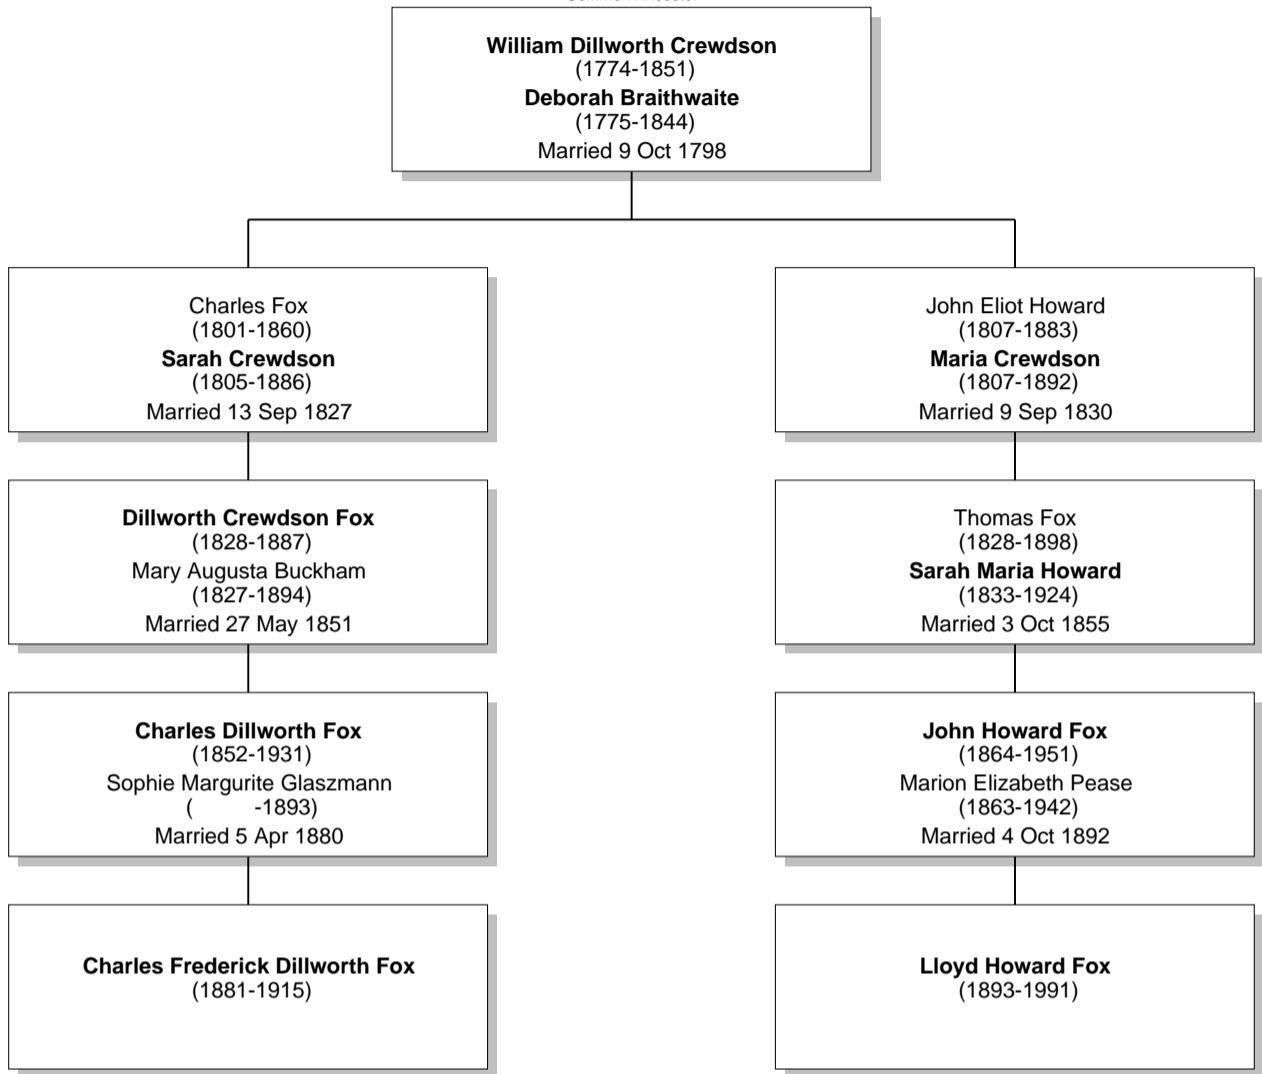 William Dillworth Crewdson
(1774-1851)
Deborah Braithwaite
(1775-1844)
Married 9 Oct 1798
Charles Fox
(1801-1860)
Sarah Crewdson
(1805-1886)
Married 13 Sep 1827
John Eliot Howard
(1807-1883)
Maria Crewdson
(1807-1892)
Married 9 Sep 1830
Dillworth Crewdson Fox
(1828-1887)
Mary Augusta Buckham
(1827-1894)
Married 27 May 1851
Thomas Fox
(1828-1898)
Sarah Maria Howard
(1833-1924)
Married 3 Oct 1855
Charles Dillworth Fox
(1852-1931)
Sophie Margurite Glaszmann
( -1893)
Married 5 Apr 1880
John Howard Fox
(1864-1951)
Marion Elizabeth Pease
(1863-1942)
Married 4 Oct 1892
Charles Frederick Dillworth Fox
(1881-1915)
Lloyd Howard Fox
(1893-1991)